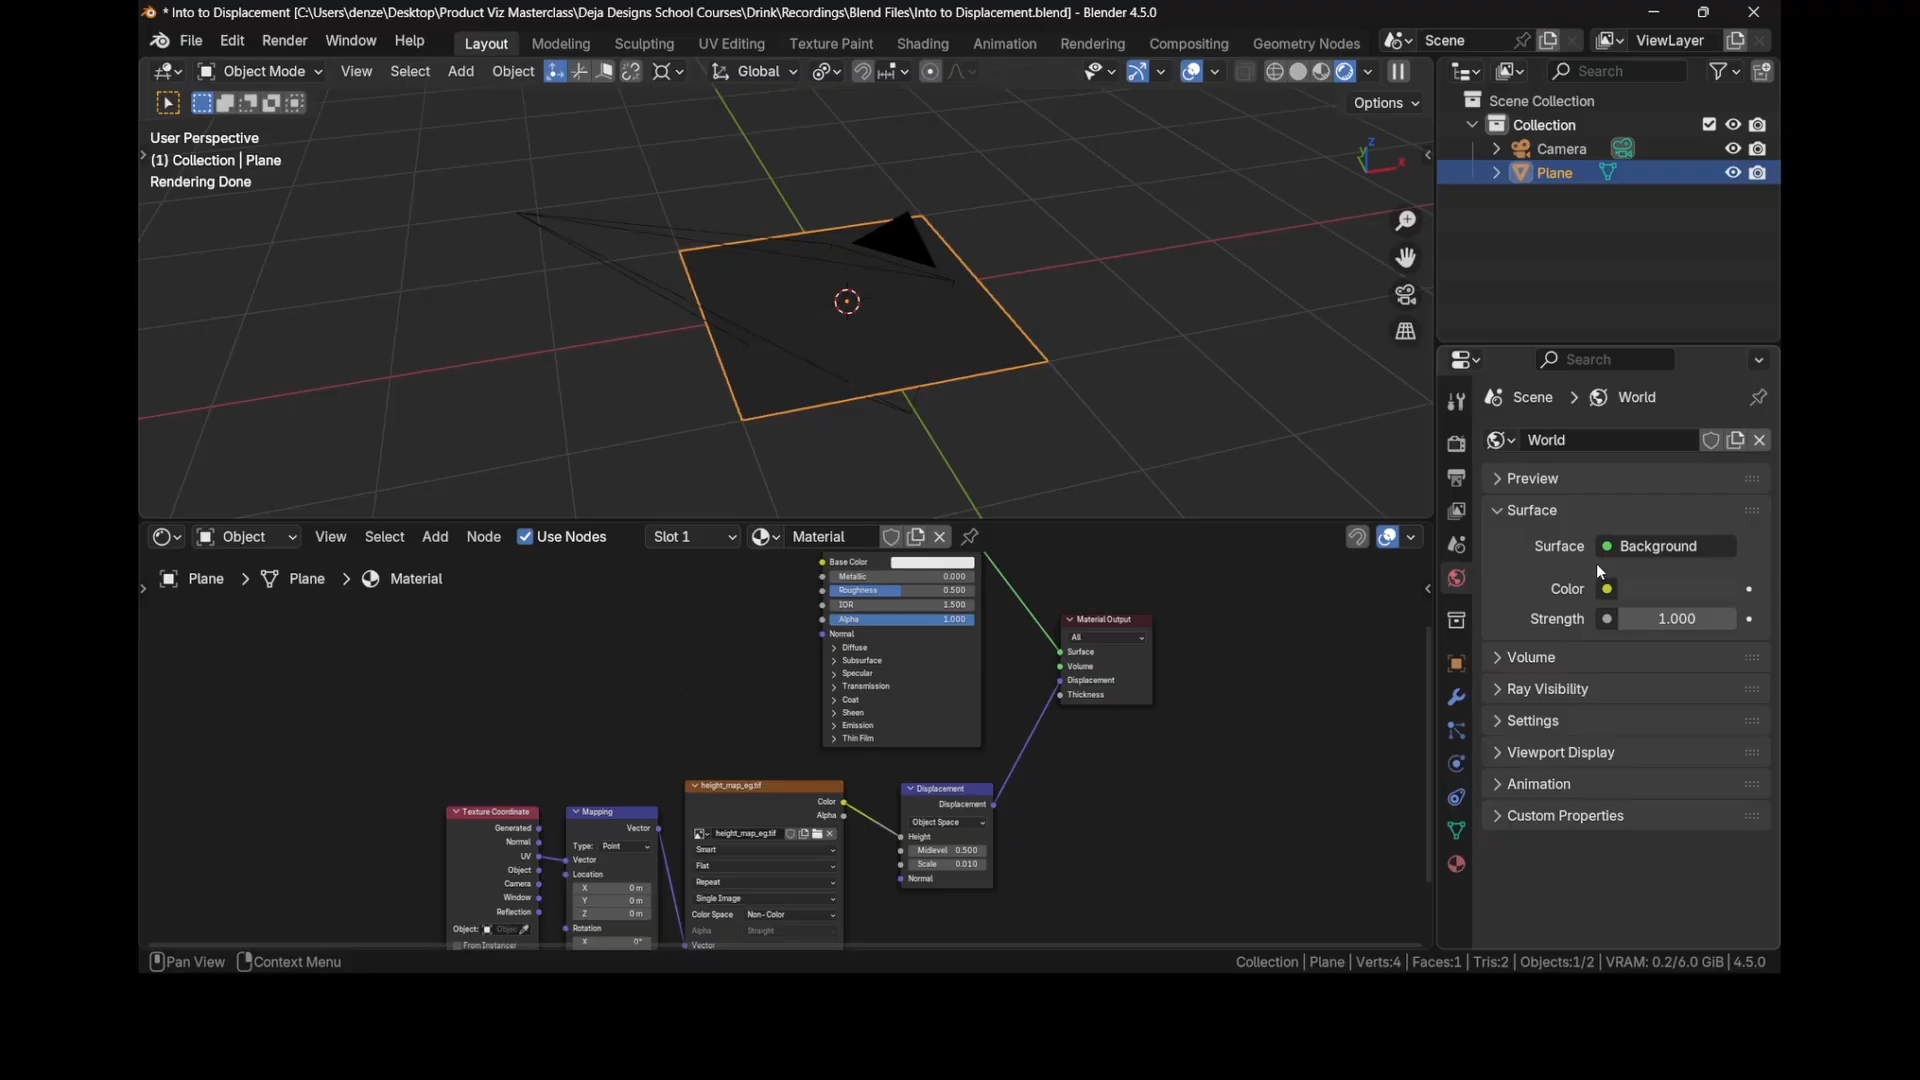 * Into to Displacement [C:\Users\denze\Desktop\Product Viz Masterclass\Deja Designs School Courses\Drink\Recordings\Blend Files\Into to Displacement.blend] - Blender 4.5.0
File Edit Render Window Help Layout Modeling Sculpting UV Editing Texture Paint Shading Animation Rendering Compositing Geometry Nodes Scene ViewLayer
Object Mode View Select Add Object Global Search
Options
Scene Collection
Collection
Camera
Plane
User Perspective
(1) Collection | Plane
Rendering Done
Z
Y
X
Search
Scene > World
World
Preview
Surface
Surface Background
Color
Strength 1.000
Volume
Ray Visibility
Settings
Viewport Display
Animation
Custom Properties
Object View Select Add Node Use Nodes Slot 1 Material
Plane > Plane > Material
Base Color
Metallic 0.000
Roughness 0.500
IOR 1.500
Alpha 1.000
Normal
Diffuse
Subsurface
Specular
Transmission
Coat
Sheen
Emission
Thin Film
Material Output
All
Surface
Volume
Displacement
Thickness
Texture Coordinate
Generated
Normal
UV
Object
Camera
Window
Reflection
Object: Objec
From Instancer
Mapping
Vector
Type: Point
Vector
Location
X 0 m
Y 0 m
Z 0 m
Rotation
X 0°
height_map_eg.tif
Color
Alpha
height_map_eg.tif
Smart
Flat
Repeat
Single Image
Color Space Non-Color
Alpha Straight
Vector
Displacement
Displacement
Object Space
Height
Midlevel 0.500
Scale 0.010
Normal
Pan View Context Menu
Collection | Plane | Verts:4 | Faces:1 | Tris:2 | Objects:1/2 | VRAM: 0.2/6.0 GiB | 4.5.0